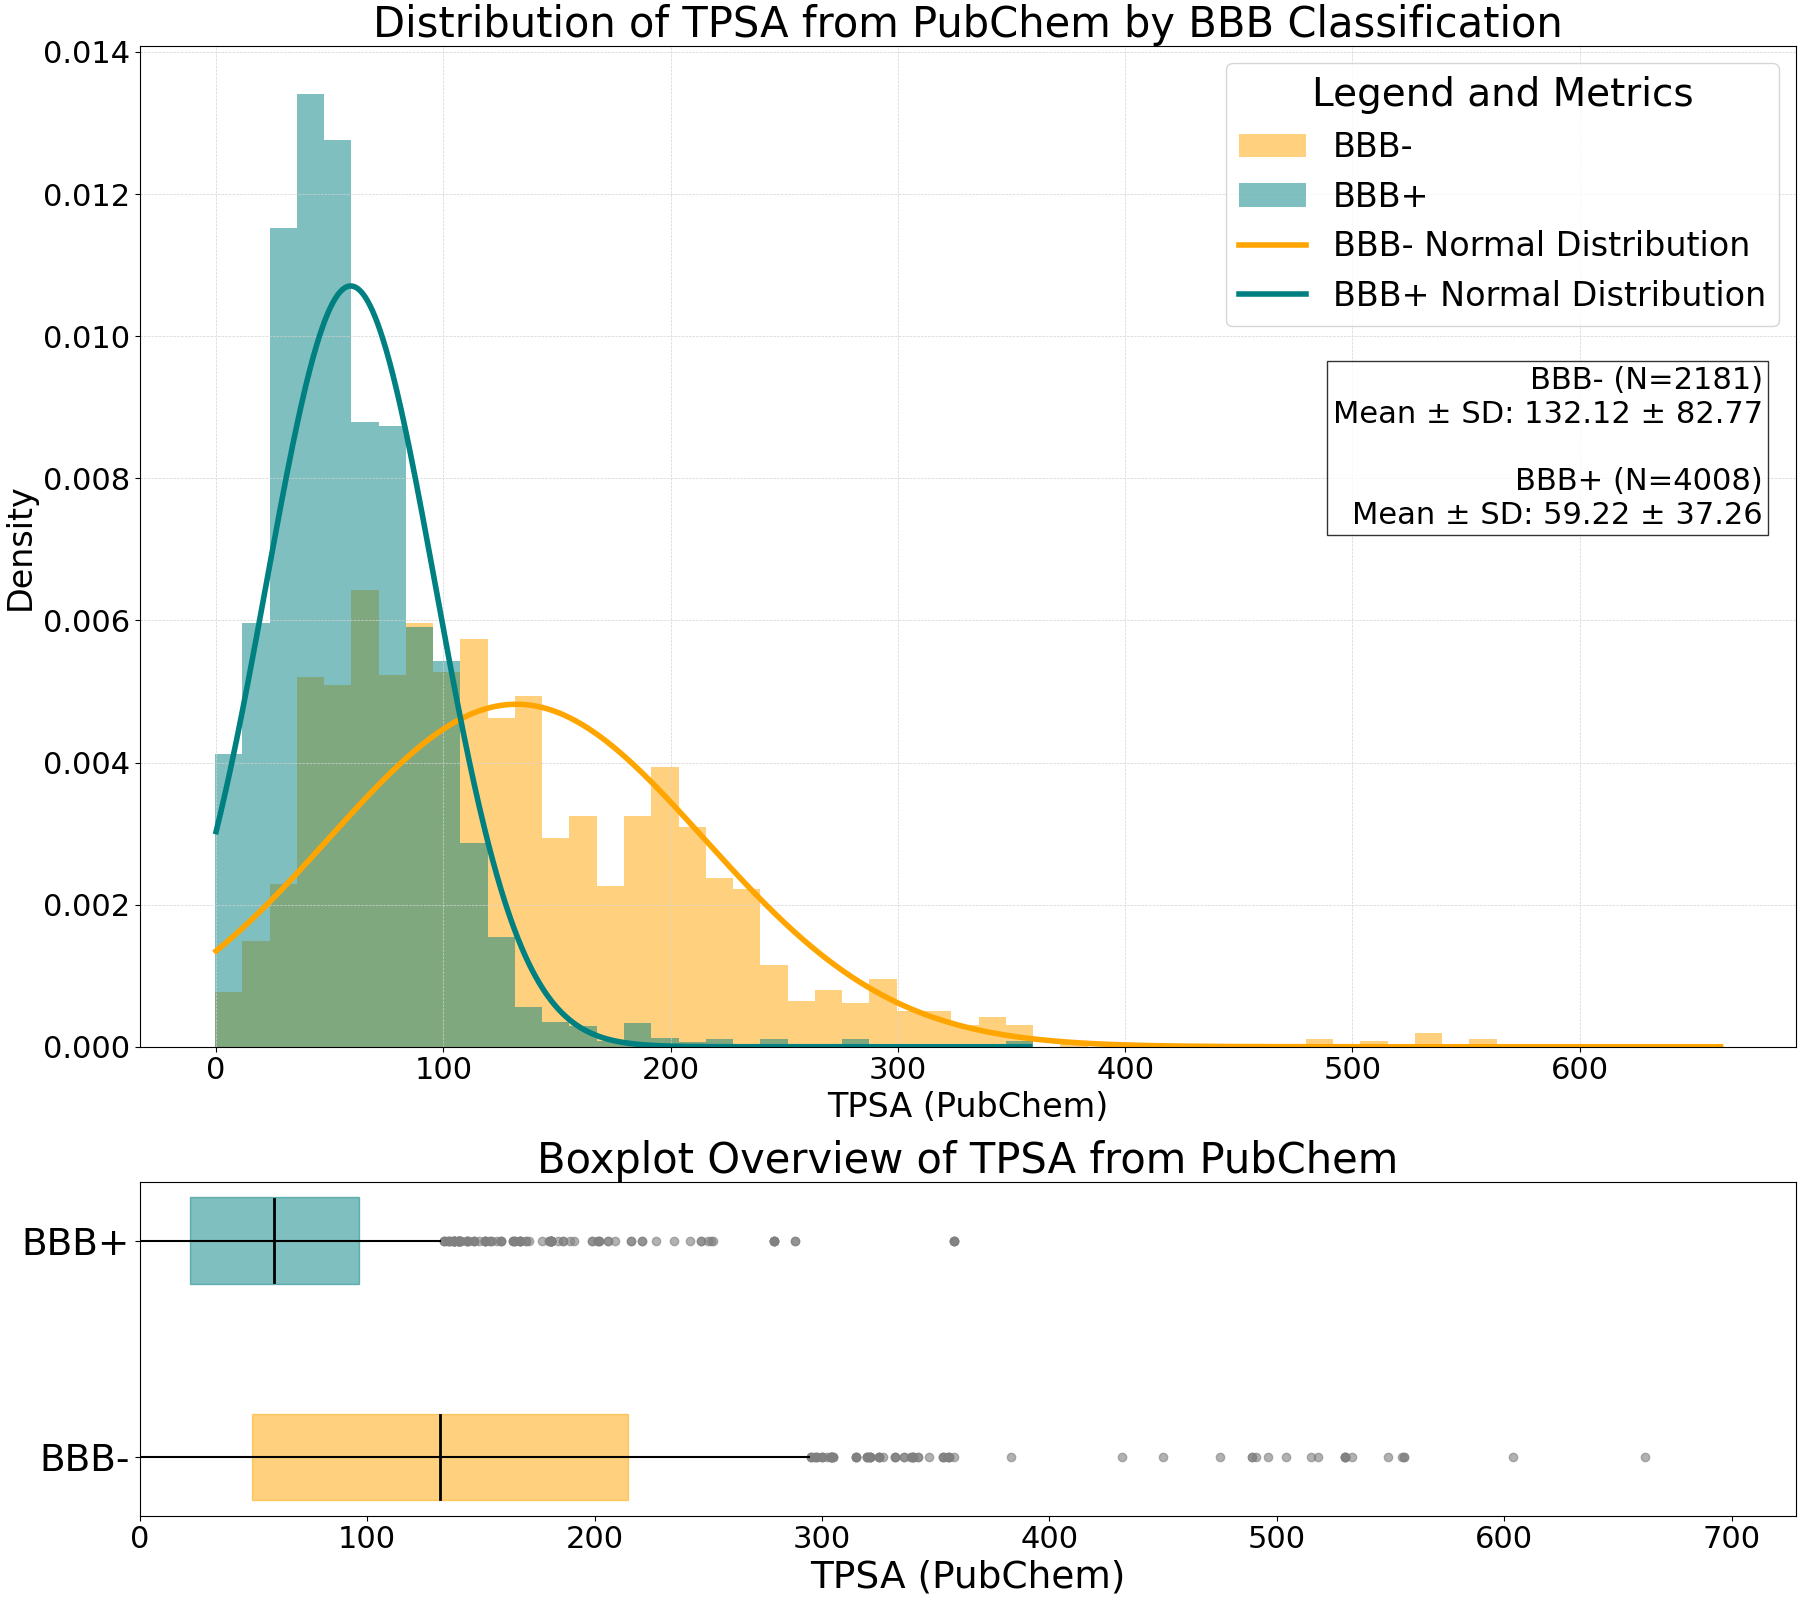 Distribution of TPSA from PubChem by BBB Classification
0.014
0.012
0.010
0.008
0.006
0.004
0.002
0.000
Density
Legend and Metrics
BBB-
BBB+
BBB- Normal Distribution
BBB+ Normal Distribution
BBB- (N=2181)
Mean ± SD: 132.12 ± 82.77
BBB+ (N=4008)
Mean ± SD: 59.22 ± 37.26
0 100 200 300 400 500 600
TPSA (PubChem)
Boxplot Overview of TPSA from PubChem
BBB+
BBB-
0 100 200 300 400 500 600 700
TPSA (PubChem)